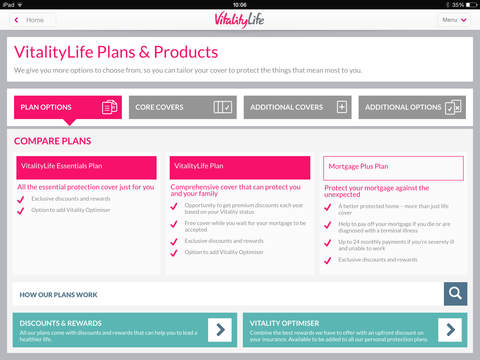 iPad 10:06 35%
Home VitalityLife Menu
VitalityLife Plans & Products
We give you more options to choose from, so you can tailor your cover to protect the things that mean most to you.
PLAN OPTIONS CORE COVERS ADDITIONAL COVERS ADDITIONAL OPTIONS
COMPARE PLANS
VitalityLife Essentials Plan
All the essential protection cover just for you
Exclusive discounts and rewards
Option to add Vitality Optimiser
VitalityLife Plan
Comprehensive cover that can protect you
and your family
Opportunity to get premium discounts each year
based on your Vitality status
Free cover while you wait for your mortgage to be
accepted
Exclusive discounts and rewards
Option to add Vitality Optimiser
Mortgage Plus Plan
Protect your mortgage against the
unexpected
A better protected home - more than just life
cover
Help to pay off your mortgage if you die or are
diagnosed with a terminal illness
Up to 24 monthly payments if you're severely ill
and unable to work
Exclusive discounts and rewards
HOW OUR PLANS WORK
DISCOUNTS & REWARDS
All our plans come with discounts and rewards that can help you to lead a
healthier life.
VITALITY OPTIMISER
Combine the best rewards we have to offer with an upfront discount on
your insurance. Available to be added to all our personal protection plans.